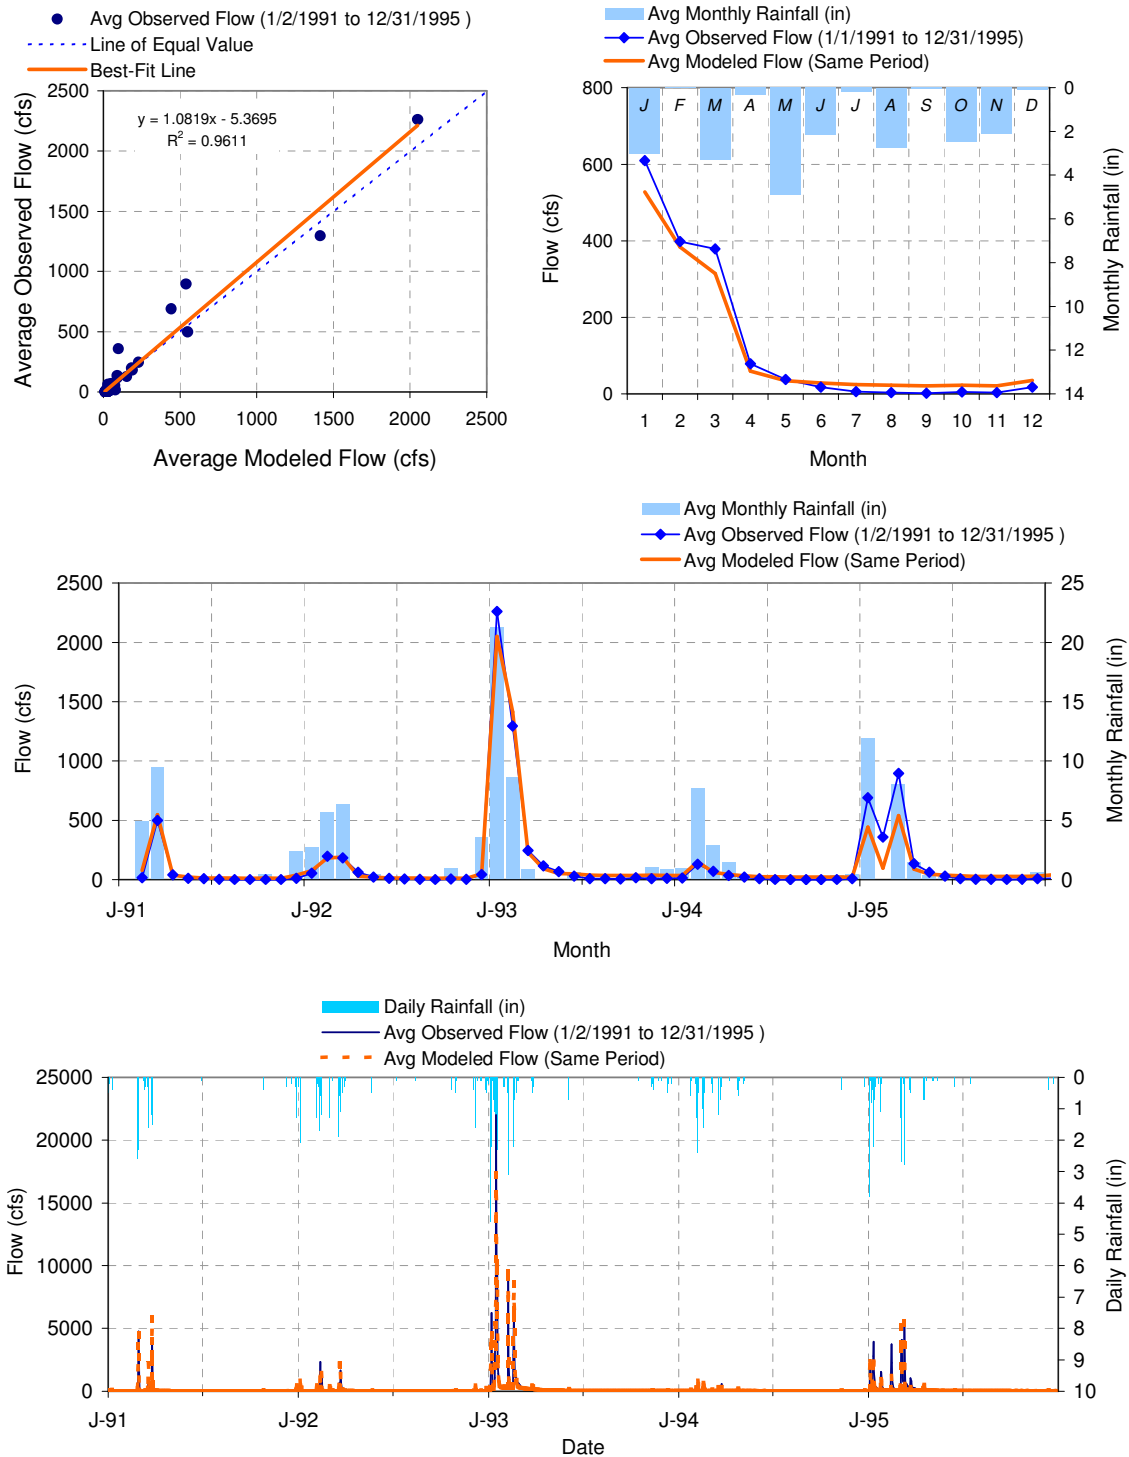 Avg Observed Flow (1/2/1991 to 12/31/1995 )
Line of Equal Value
Best-Fit Line
y = 1.0819x - 5.3695
R² = 0.9611
Average Observed Flow (cfs)
2500
2000
1500
1000
500
0
0 500 1000 1500 2000 2500
Average Modeled Flow (cfs)
Avg Monthly Rainfall (in)
Avg Observed Flow (1/1/1991 to 12/31/1995)
Avg Modeled Flow (Same Period)
J F M A M J J A S O N D
Flow (cfs)
800
600
400
200
0
0
2
4
6
8
10
12
14
Monthly Rainfall (in)
1 2 3 4 5 6 7 8 9 10 11 12
Month
Avg Monthly Rainfall (in)
Avg Observed Flow (1/2/1991 to 12/31/1995 )
Avg Modeled Flow (Same Period)
Flow (cfs)
2500
2000
1500
1000
500
0
25
20
15
10
5
0
Monthly Rainfall (in)
J-91 J-92 J-93 J-94 J-95
Month
Daily Rainfall (in)
Avg Observed Flow (1/2/1991 to 12/31/1995 )
Avg Modeled Flow (Same Period)
Flow (cfs)
25000
20000
15000
10000
5000
0
0
1
2
3
4
5
6
7
8
9
10
Daily Rainfall (in)
J-91 J-92 J-93 J-94 J-95
Date